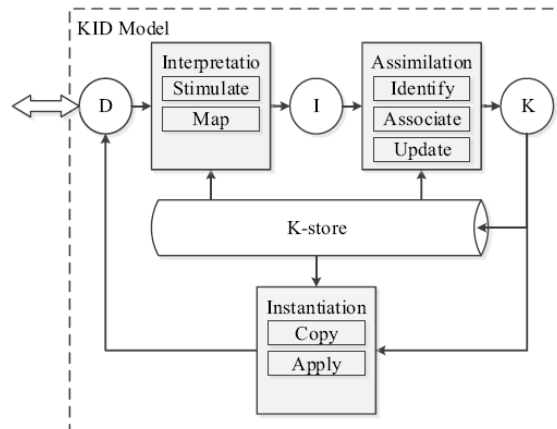 KID Model
Interpretatio
Stimulate
Map
Assimilation
Identify
Associate
Update
D
I
K
K-store
Instantiation
Copy
Apply